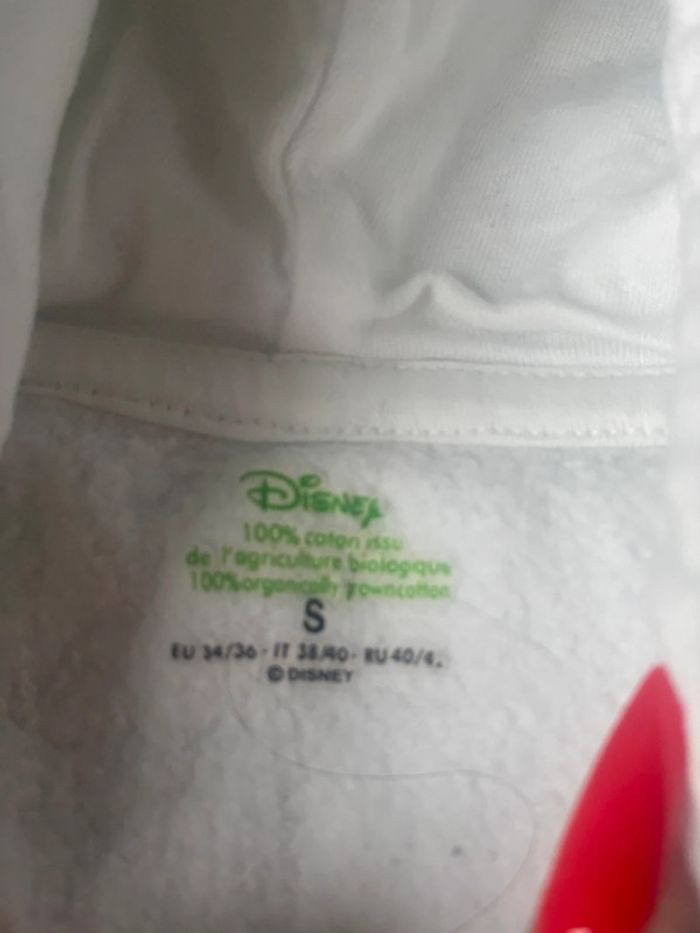 Disney
100% coton issu
de l'agriculture biologique
100% organically growncotton
S
EU 34/36 - IT 38/40 - RU 40/4
© DISNEY